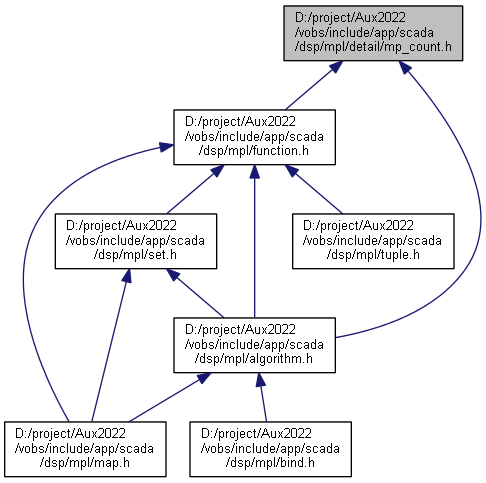 D:/project/Aux2022
/vobs/include/app/scada
/dsp/mpl/detail/mp_count.h
D:/project/Aux2022
/vobs/include/app/scada
/dsp/mpl/function.h
D:/project/Aux2022
/vobs/include/app/scada
/dsp/mpl/set.h
D:/project/Aux2022
/vobs/include/app/scada
/dsp/mpl/tuple.h
D:/project/Aux2022
/vobs/include/app/scada
/dsp/mpl/algorithm.h
D:/project/Aux2022
/vobs/include/app/scada
/dsp/mpl/map.h
D:/project/Aux2022
/vobs/include/app/scada
/dsp/mpl/bind.h